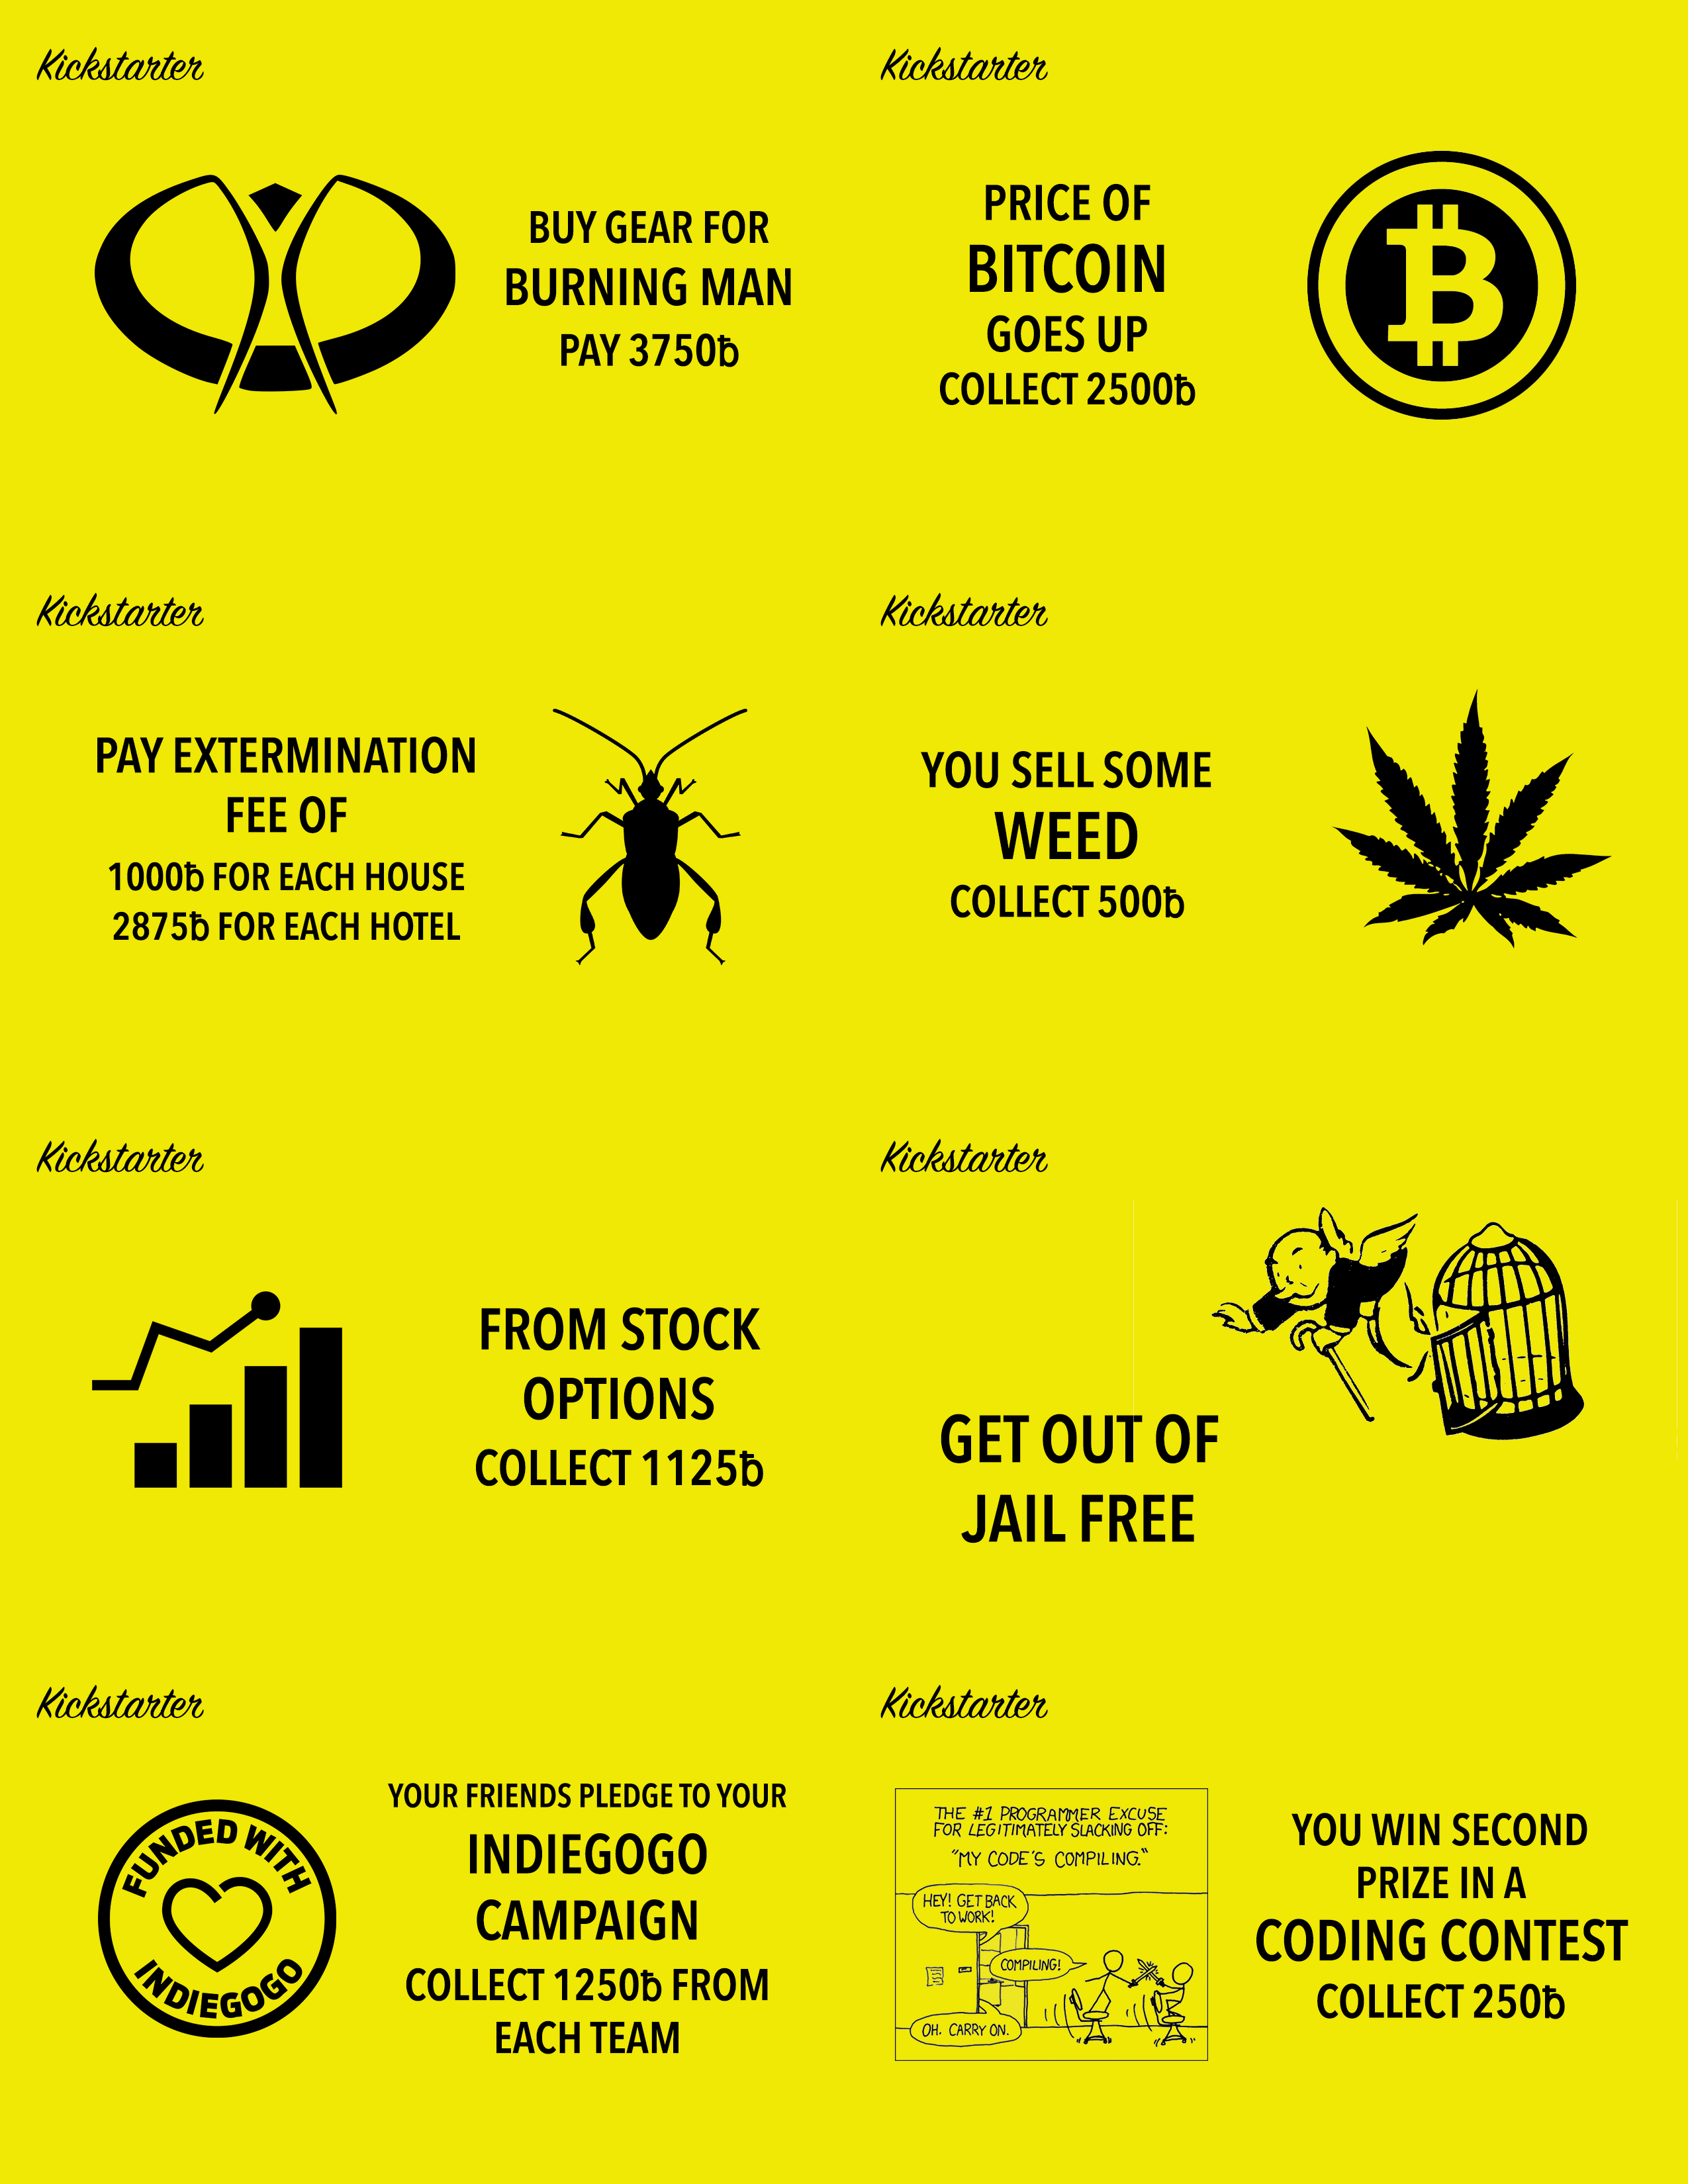 Kickstarter
BUY GEAR FOR
BURNING MAN
PAY 3750ƀ
Kickstarter
PRICE OF
BITCOIN
GOES UP
COLLECT 2500ƀ
Kickstarter
PAY EXTERMINATION
FEE OF
1000ƀ FOR EACH HOUSE
2875ƀ FOR EACH HOTEL
Kickstarter
YOU SELL SOME
WEED
COLLECT 500ƀ
Kickstarter
FROM STOCK
OPTIONS
COLLECT 1125ƀ
Kickstarter
GET OUT OF
JAIL FREE
Kickstarter
FUNDED WITH
INDIEGOGO
YOUR FRIENDS PLEDGE TO YOUR
INDIEGOGO
CAMPAIGN
COLLECT 1250ƀ FROM
EACH TEAM
Kickstarter
THE #1 PROGRAMMER EXCUSE
FOR LEGITIMATELY SLACKING OFF:
"MY CODE'S COMPILING."
HEY! GET BACK
TO WORK!
COMPILING!
OH. CARRY ON.
YOU WIN SECOND
PRIZE IN A
CODING CONTEST
COLLECT 250ƀ